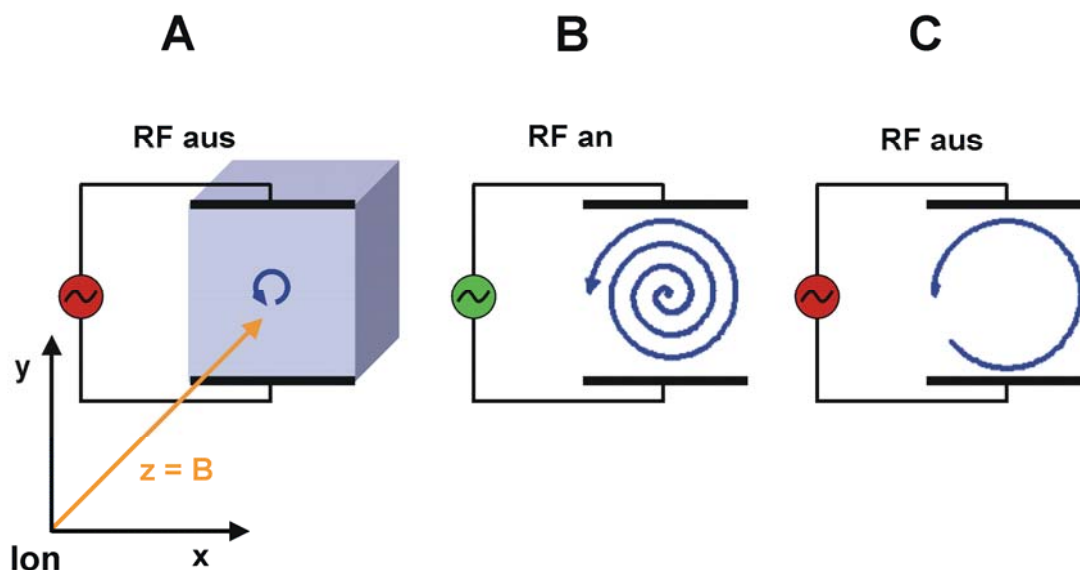 A
B
C
RF aus
RF an
RF aus
y
z = B
x
Ion